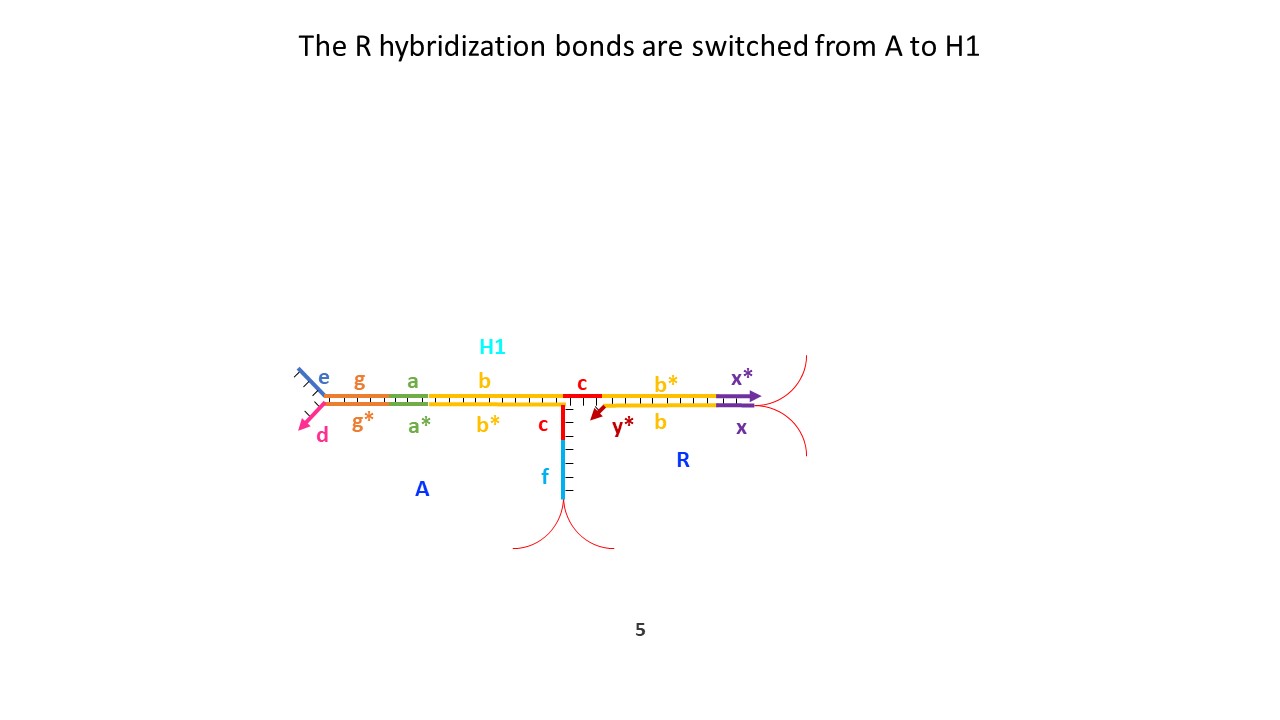 The R hybridization bonds are switched from A to H1
H1
e g a b c b* x*
d g* a* b* c y* b x
R
f
A
5